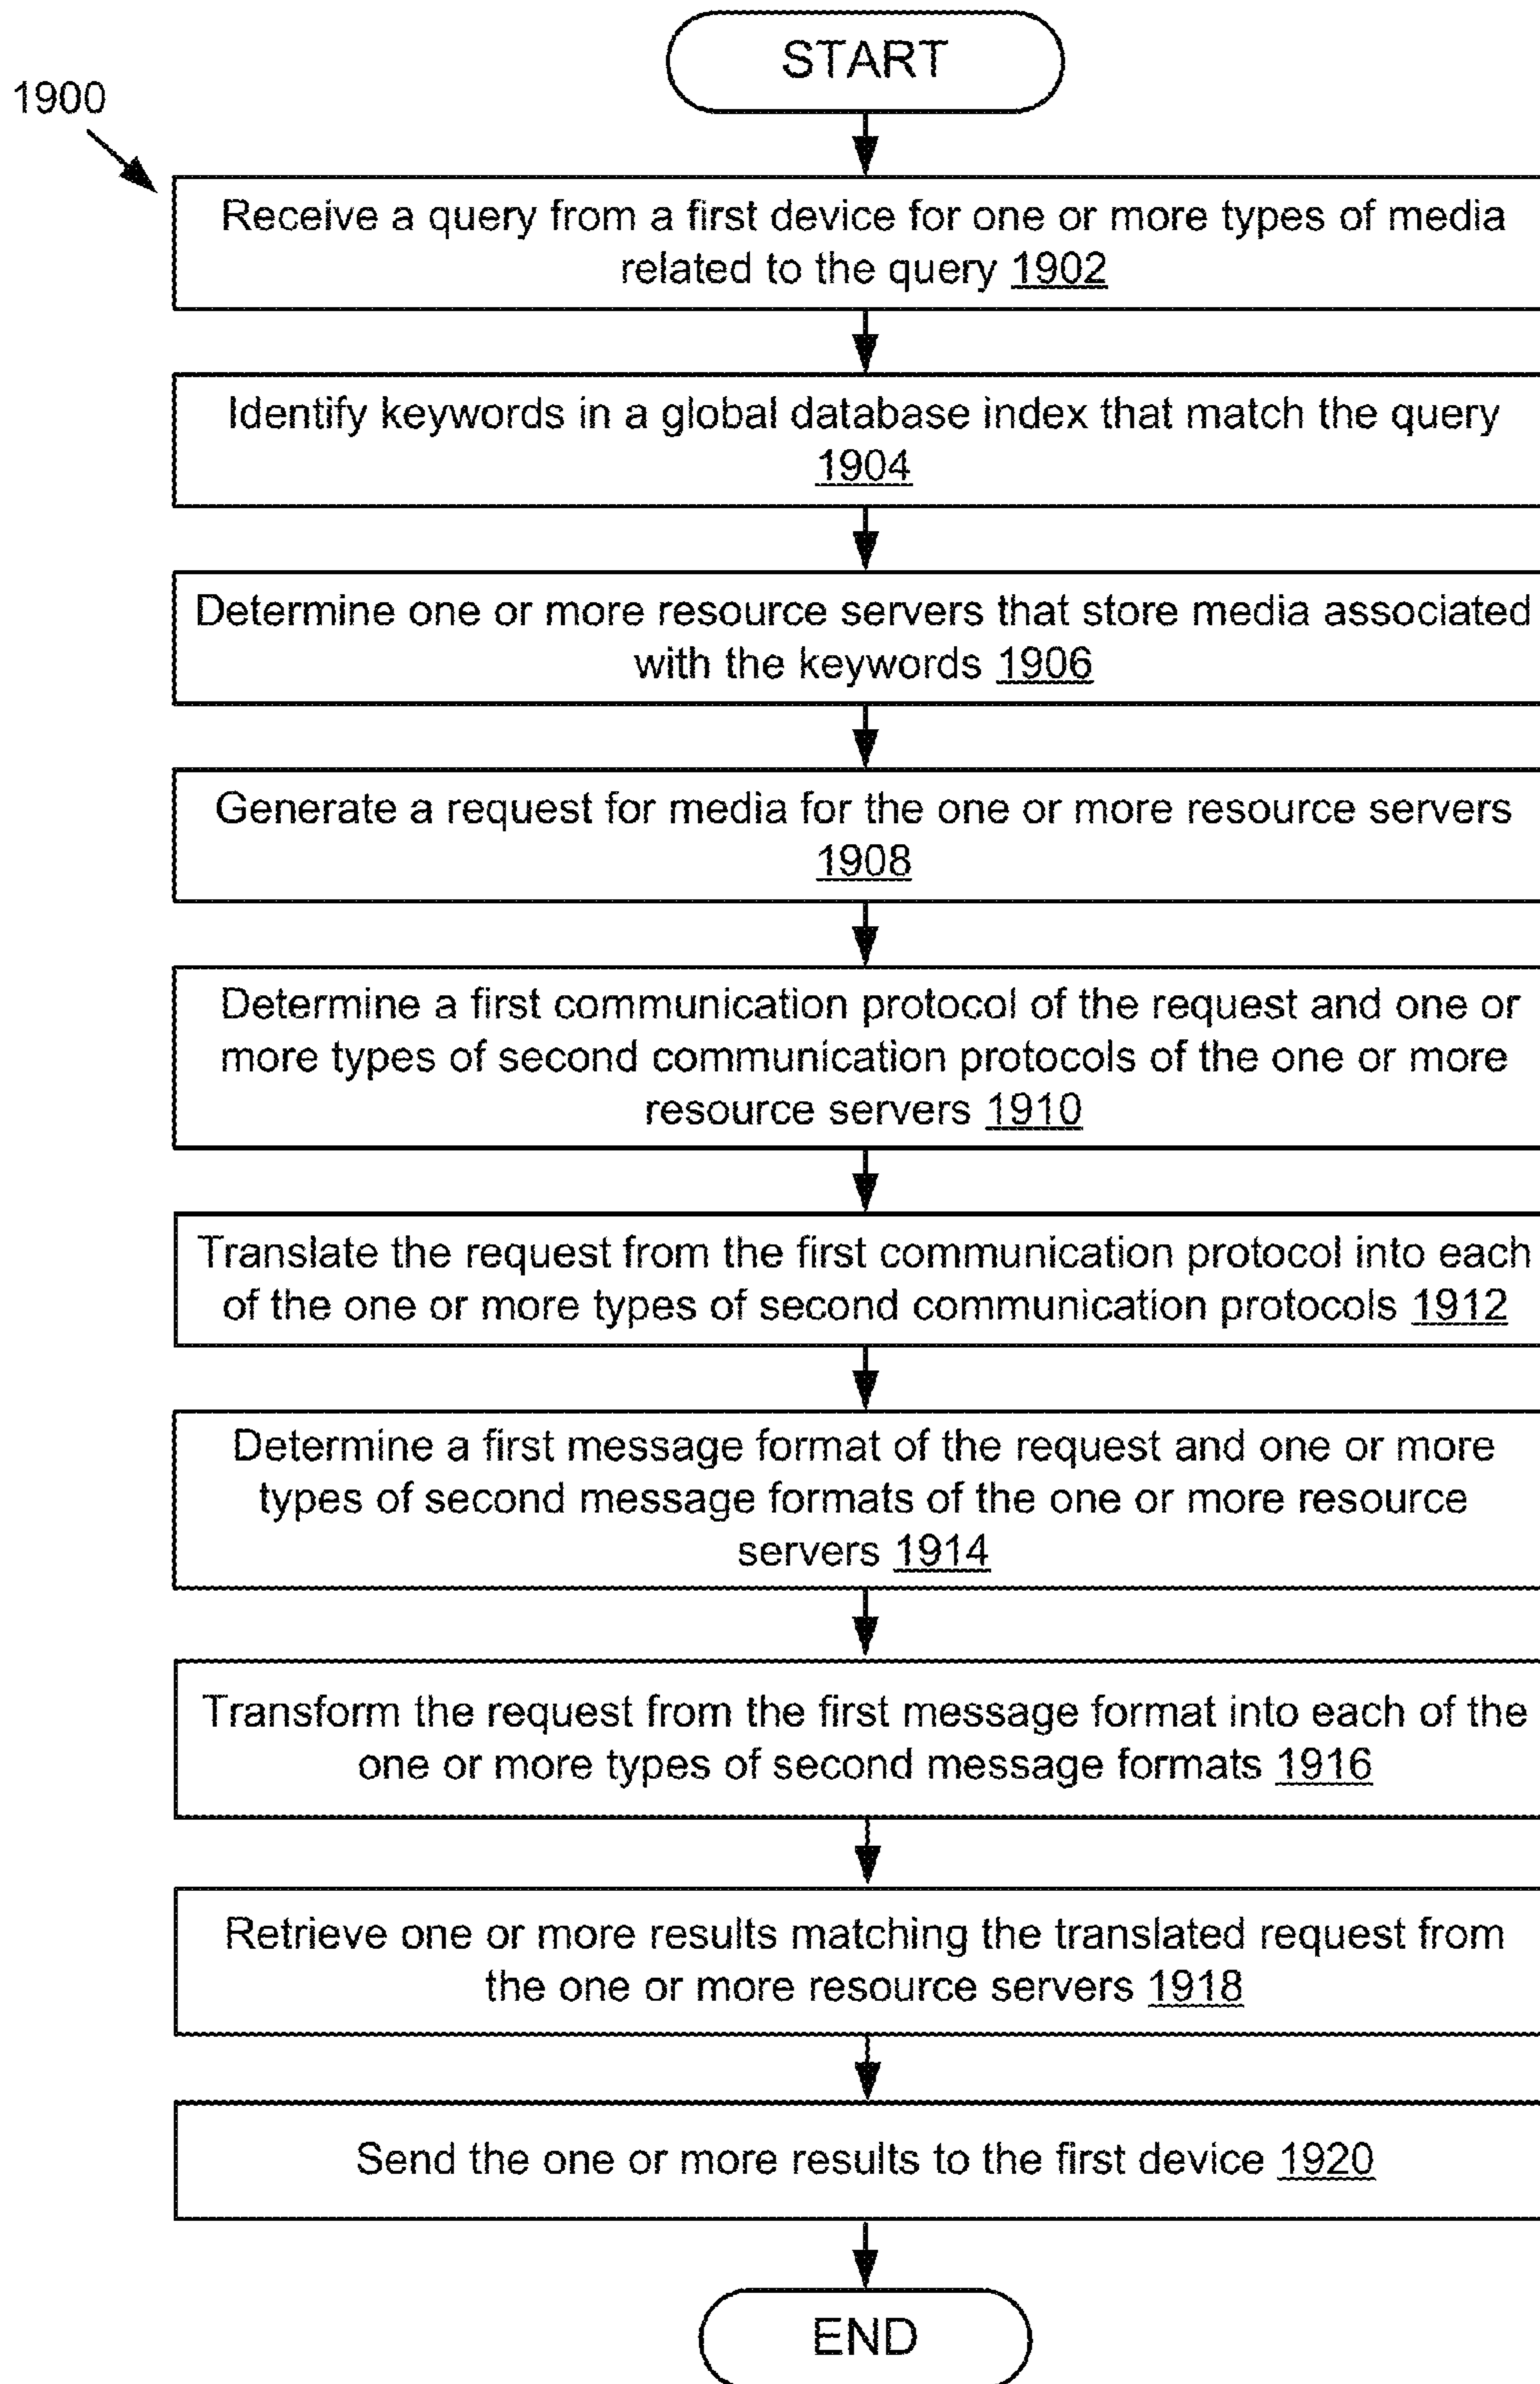 START
1900
Receive a query from a first device for one or more types of media
related to the query 1902
Identify keywords in a global database index that match the query
1904
Determine one or more resource servers that store media associated
with the keywords 1906
Generate a request for media for the one or more resource servers
1908
Determine a first communication protocol of the request and one or
more types of second communication protocols of the one or more
resource servers 1910
Translate the request from the first communication protocol into each
of the one or more types of second communication protocols 1912
Determine a first message format of the request and one or more
types of second message formats of the one or more resource
servers 1914
Transform the request from the first message format into each of the
one or more types of second message formats 1916
Retrieve one or more results matching the translated request from
the one or more resource servers 1918
Send the one or more results to the first device 1920
END